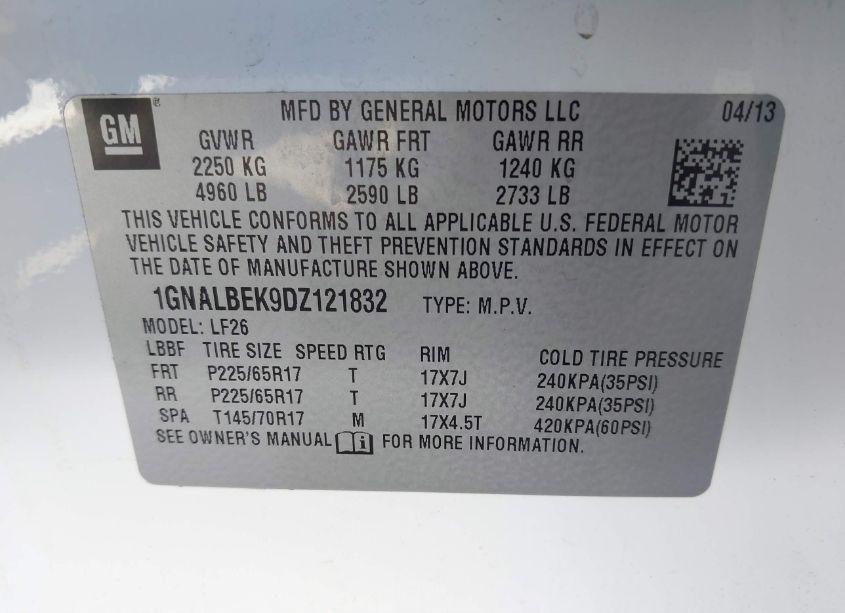 GM® MFD BY GENERAL MOTORS LLC 04/13
GVWR GAWR FRT GAWR RR
2250 KG 1175 KG 1240 KG
4960 LB 2590 LB 2733 LB
THIS VEHICLE CONFORMS TO ALL APPLICABLE U.S. FEDERAL MOTOR
VEHICLE SAFETY AND THEFT PREVENTION STANDARDS IN EFFECT ON
THE DATE OF MANUFACTURE SHOWN ABOVE.
1GNALBEK9DZ121832 TYPE: M.P.V.
MODEL: LF26
LBBF TIRE SIZE SPEED RTG RIM COLD TIRE PRESSURE
FRT P225/65R17 T 17X7J 240KPA(35PSI)
RR P225/65R17 T 17X7J 240KPA(35PSI)
SPA T145/70R17 M 17X4.5T 420KPA(60PSI)
SEE OWNER'S MANUAL i FOR MORE INFORMATION.